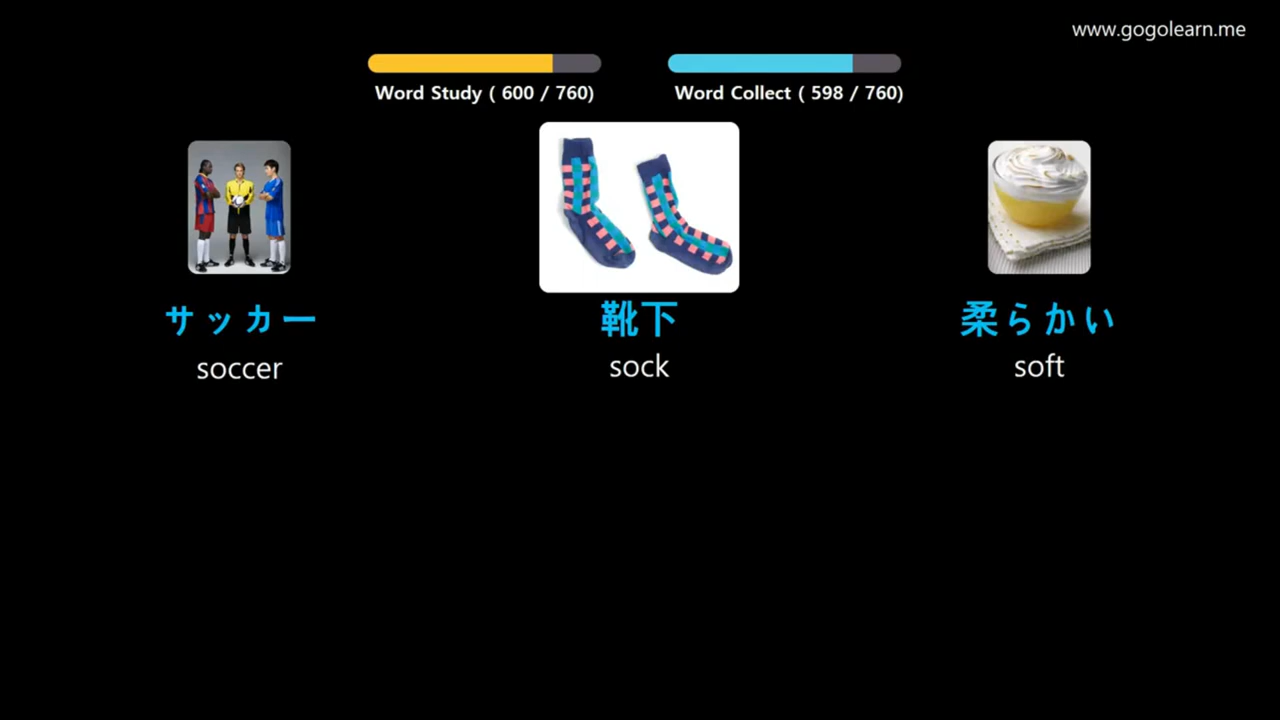 www.gogolearn.me
Word Study ( 600 / 760)
Word Collect ( 598 / 760)
サッカー
soccer
靴下
sock
柔らかい
soft